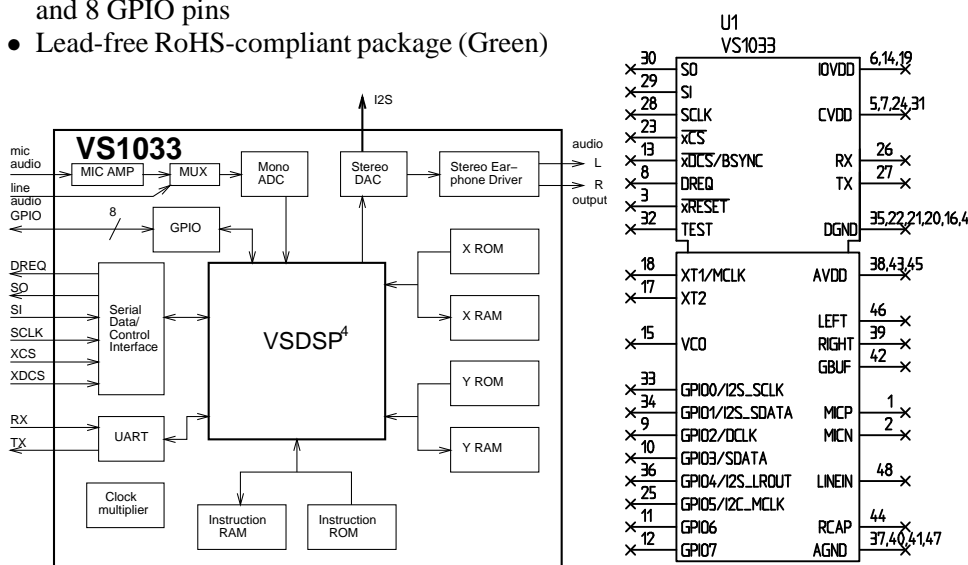 and 8 GPIO pins
• Lead-free RoHS-compliant package (Green)
I2S
VS1033
mic
audio
MIC AMP
MUX
Mono
ADC
Stereo
DAC
Stereo Ear–
phone Driver
audio
L
R
output
line
audio
GPIO
8
GPIO
DREQ
SO
SI
SCLK
XCS
XDCS
Serial
Data/
Control
Interface
VSDSP4
X ROM
X RAM
Y ROM
Y RAM
RX
TX
UART
Clock
multiplier
Instruction
RAM
Instruction
ROM
U1
VS1033
30 SO IOVDD 6,14,19
29 SI
28 SCLK CVDD 5,7,24,31
23 xCS
13 xDCS/BSYNC RX 26
8 DREQ TX 27
3 xRESET
32 TEST DGND 35,22,21,20,16,4
18 XT1/MCLK AVDD 38,43,45
17 XT2
LEFT 46
15 VCO RIGHT 39
GBUF 42
33 GPIO0/I2S_SCLK
34 GPIO1/I2S_SDATA MICP 1
9 GPIO2/DCLK MICN 2
10 GPIO3/SDATA
36 GPIO4/I2S_LROUT LINEIN 48
25 GPIO5/I2C_MCLK
11 GPIO6 RCAP 44
12 GPIO7 AGND 37,40,41,47